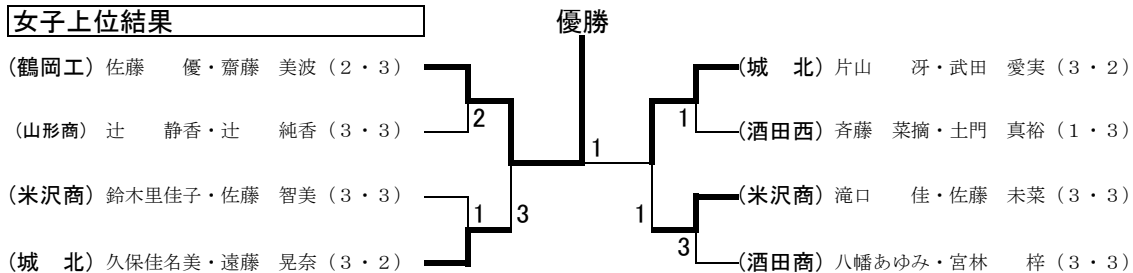 女子上位結果
優勝
(鶴岡工) 佐藤　優・齋藤　美波 (2・3)
(山形商) 辻　静香・辻　純香 (3・3)
(米沢商) 鈴木里佳子・佐藤　智美 (3・3)
(城　北) 久保佳名美・遠藤　晃奈 (3・2)
2
1
3
1
(城　北) 片山　冴・武田　愛実 (3・2)
(酒田西) 斉藤　菜摘・土門　真裕 (1・3)
(米沢商) 滝口　佳・佐藤　未菜 (3・3)
(酒田商) 八幡あゆみ・宮林　梓 (3・3)
1
1
3